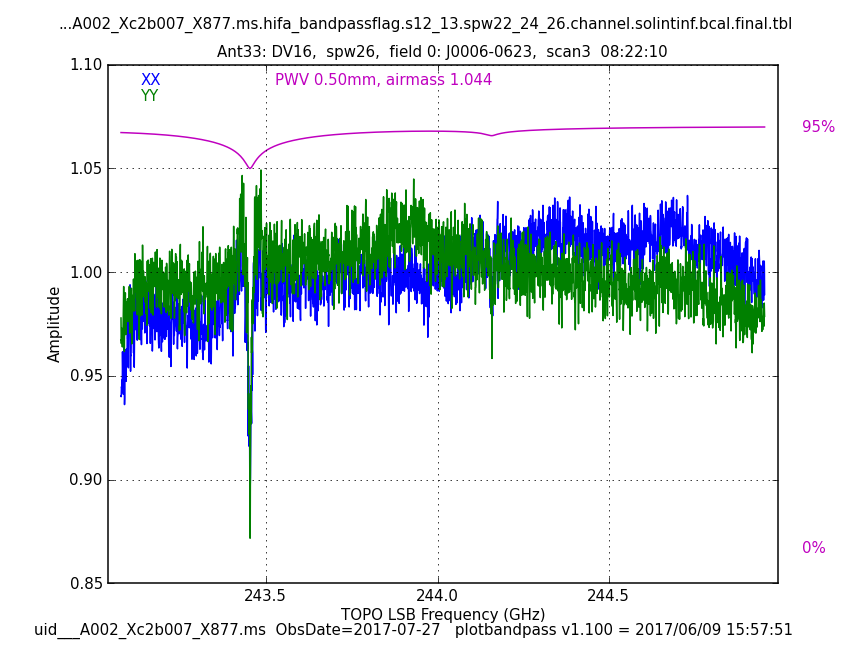 ...A002_Xc2b007_X877.ms.hifa_bandpassflag.s12_13.spw22_24_26.channel.solintinf.bcal.final.tbl
Ant33: DV16,  spw26,  field 0: J0006-0623,  scan3  08:22:10
1.10
XX
PWV 0.50mm, airmass 1.044
YY
95%
1.05
1.00
Amplitude
0.95
0.90
0%
0.85
243.5
244.0
244.5
TOPO LSB Frequency (GHz)
uid___A002_Xc2b007_X877.ms  ObsDate=2017-07-27   plotbandpass v1.100 = 2017/06/09 15:57:51